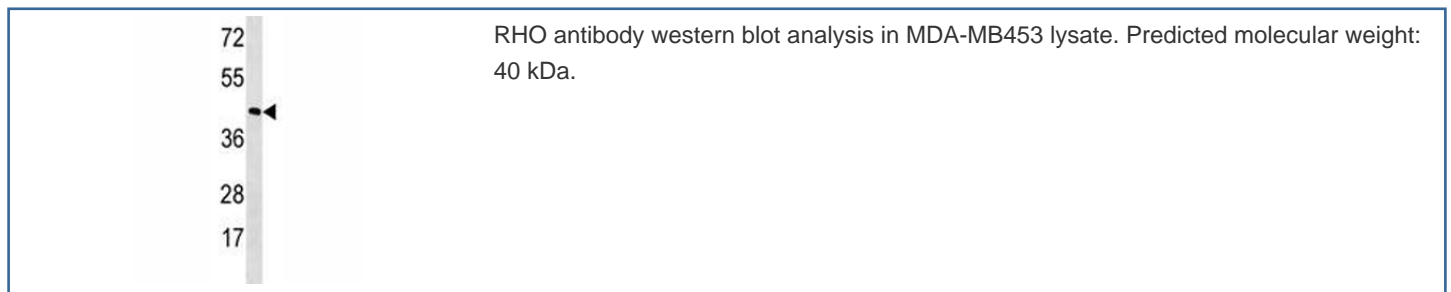 72
55
36
28
17
RHO antibody western blot analysis in MDA-MB453 lysate. Predicted molecular weight:
40 kDa.